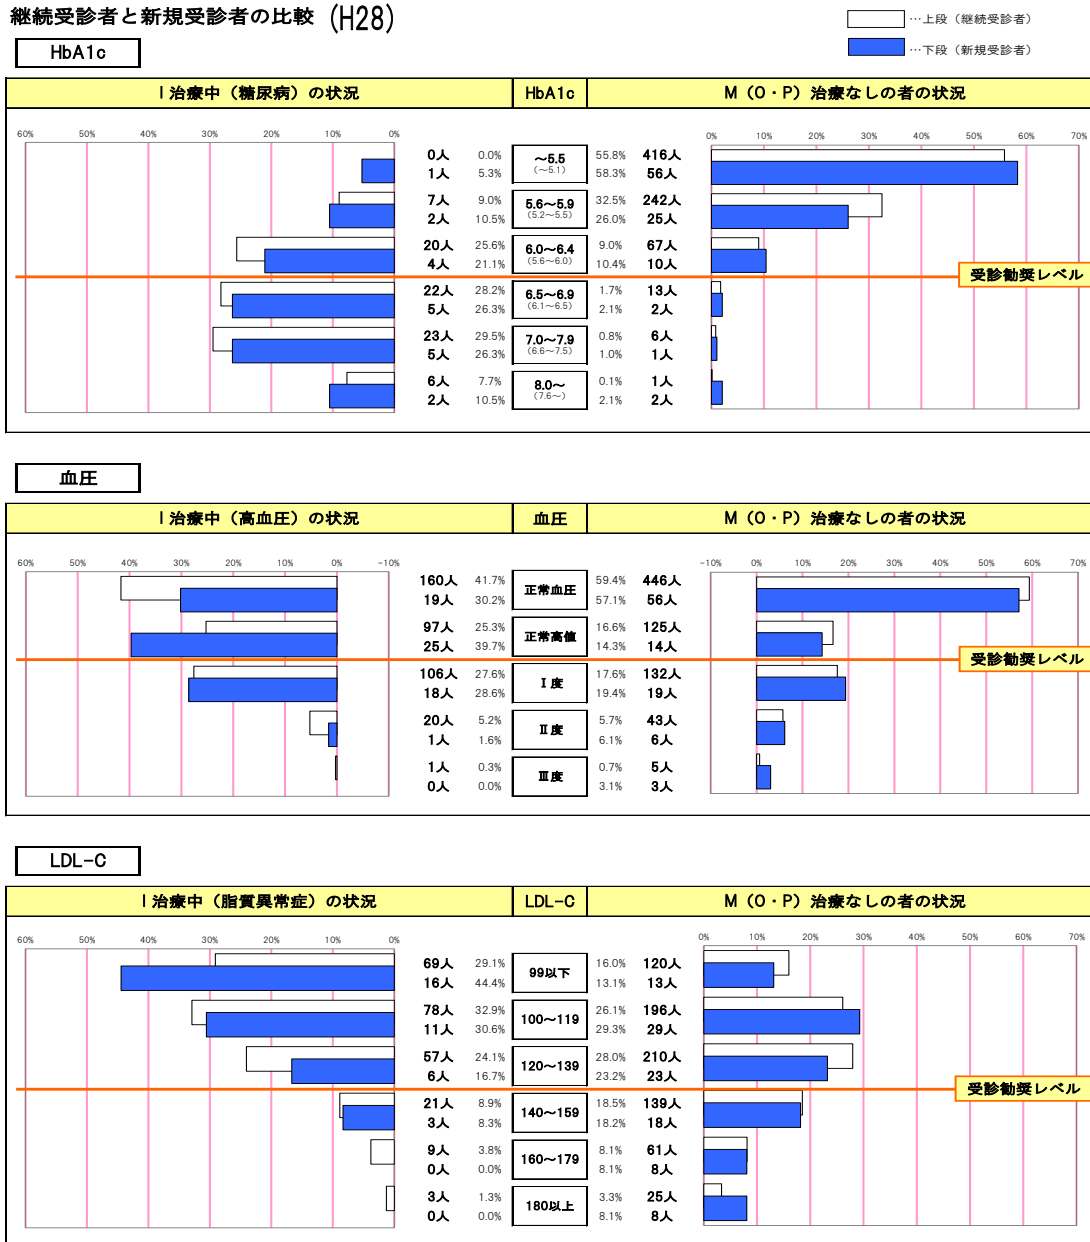 継続受診者と新規受診者の比較 (H28)
…上段（継続受診者）
…下段（新規受診者）
HbA1c
Ⅰ 治療中（糖尿病）の状況 HbA1c M（O・P）治療なしの者の状況
60% 50% 40% 30% 20% 10% 0% 0% 10% 20% 30% 40% 50% 60% 70%
0人 0.0% ～5.5 55.8% 416人
1人 5.3% （～5.1） 58.3% 56人
7人 9.0% 5.6～5.9 32.5% 242人
2人 10.5% （5.2～5.5） 26.0% 25人
20人 25.6% 6.0～6.4 9.0% 67人
4人 21.1% （5.6～6.0） 10.4% 10人
受診勧奨レベル
22人 28.2% 6.5～6.9 1.7% 13人
5人 26.3% （6.1～6.5） 2.1% 2人
23人 29.5% 7.0～7.9 0.8% 6人
5人 26.3% （6.6～7.5） 1.0% 1人
6人 7.7% 8.0～ 0.1% 1人
2人 10.5% （7.6～） 2.1% 2人
血圧
Ⅰ 治療中（高血圧）の状況 血圧 M（O・P）治療なしの者の状況
60% 50% 40% 30% 20% 10% 0% -10% -10% 0% 10% 20% 30% 40% 50% 60% 70%
160人 41.7% 正常血圧 59.4% 446人
19人 30.2% 57.1% 56人
97人 25.3% 正常高値 16.6% 125人
25人 39.7% 14.3% 14人
受診勧奨レベル
106人 27.6% Ⅰ度 17.6% 132人
18人 28.6% 19.4% 19人
20人 5.2% Ⅱ度 5.7% 43人
1人 1.6% 6.1% 6人
1人 0.3% Ⅲ度 0.7% 5人
0人 0.0% 3.1% 3人
LDL-C
Ⅰ 治療中（脂質異常症）の状況 LDL-C M（O・P）治療なしの者の状況
60% 50% 40% 30% 20% 10% 0% 0% 10% 20% 30% 40% 50% 60% 70%
69人 29.1% 99以下 16.0% 120人
16人 44.4% 13.1% 13人
78人 32.9% 100～119 26.1% 196人
11人 30.6% 29.3% 29人
57人 24.1% 120～139 28.0% 210人
6人 16.7% 23.2% 23人
受診勧奨レベル
21人 8.9% 140～159 18.5% 139人
3人 8.3% 18.2% 18人
9人 3.8% 160～179 8.1% 61人
0人 0.0% 8.1% 8人
3人 1.3% 180以上 3.3% 25人
0人 0.0% 8.1% 8人